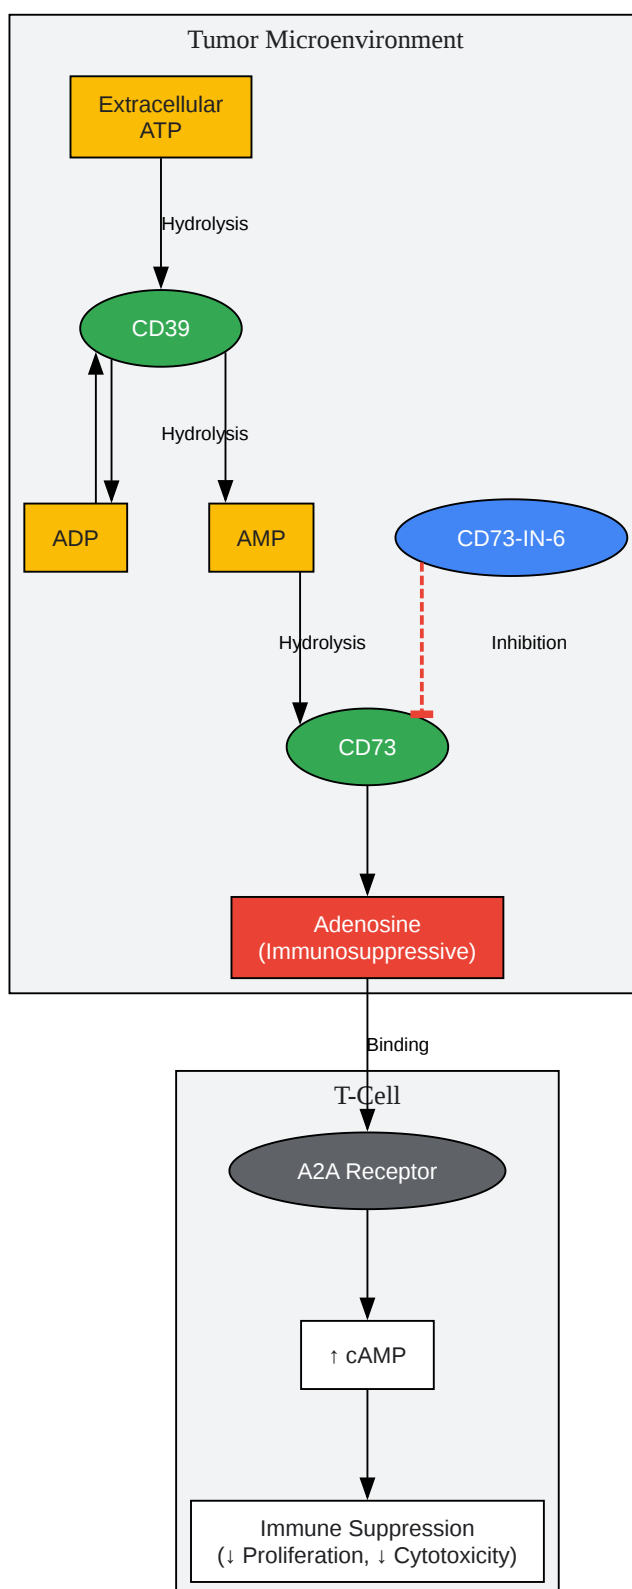 Tumor Microenvironment
Extracellular
ATP
Hydrolysis
CD39
Hydrolysis
ADP
AMP
CD73-IN-6
Hydrolysis
Inhibition
CD73
Adenosine
(Immunosuppressive)
Binding
T-Cell
A2A Receptor
↑ cAMP
Immune Suppression
(↓ Proliferation, ↓ Cytotoxicity)